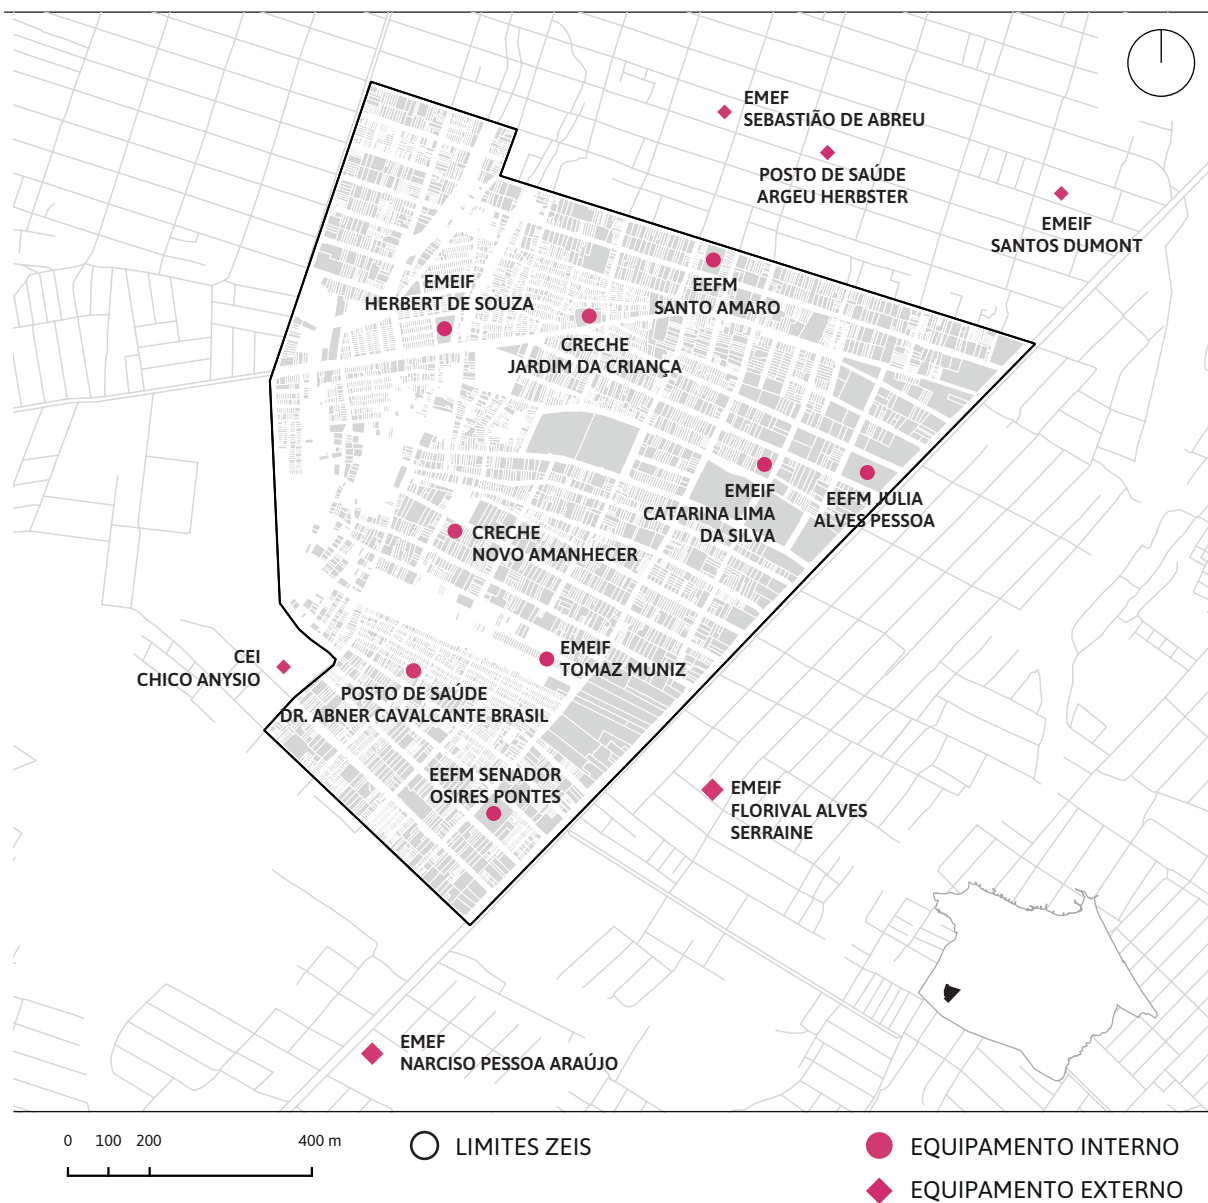 EMEF
SEBASTIÃO DE ABREU
POSTO DE SAÚDE
ARGEU HERBSTER
EMEIF
SANTOS DUMONT
EMEIF
HERBERT DE SOUZA
EEFM
SANTO AMARO
CRECHE
JARDIM DA CRIANÇA
EMEIF
CATARINA LIMA
DA SILVA
EEFM JÚLIA
ALVES PESSOA
CRECHE
NOVO AMANHECER
CEI
CHICO ANYSIO
EMEIF
TOMAZ MUNIZ
POSTO DE SAÚDE
DR. ABNER CAVALCANTE BRASIL
EEFM SENADOR
OSIRES PONTES
EMEIF
FLORIVAL ALVES
SERRAINE
EMEF
NARCISO PESSOA ARAÚJO
0 100 200 400 m
LIMITES ZEIS
EQUIPAMENTO INTERNO
EQUIPAMENTO EXTERNO